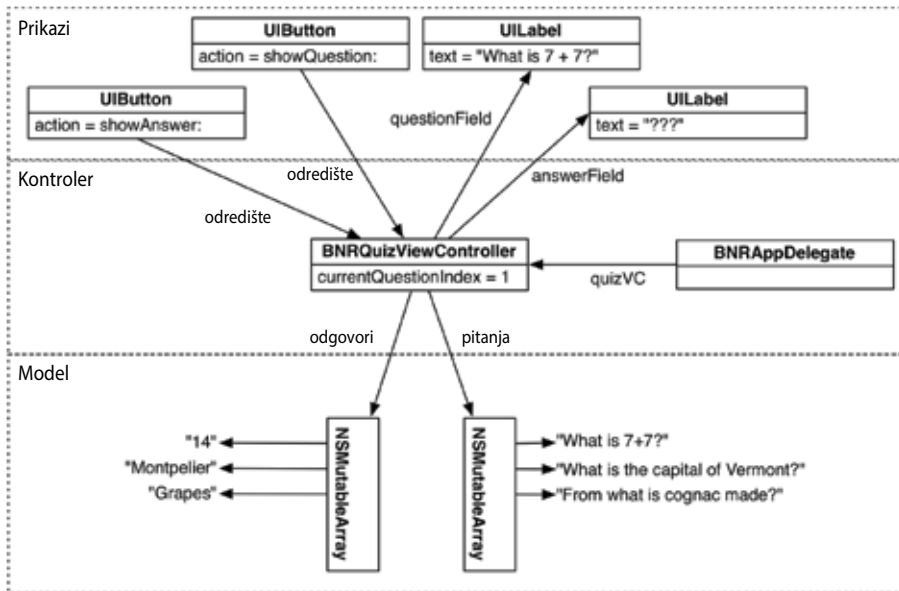 Prikazi
UIButton
action = showQuestion:
UILabel
text = "What is 7 + 7?"
UIButton
action = showAnswer:
UILabel
text = "???"
questionField
answerField
Kontroler
odredište
odredište
BNRQuizViewController
currentQuestionIndex = 1
BNRAppDelegate
quizVC
odgovori
pitanja
Model
NSMutableArray
"14"
"Montpelier"
"Grapes"
NSMutableArray
"What is 7+7?"
"What is the capital of Vermont?"
"From what is cognac made?"